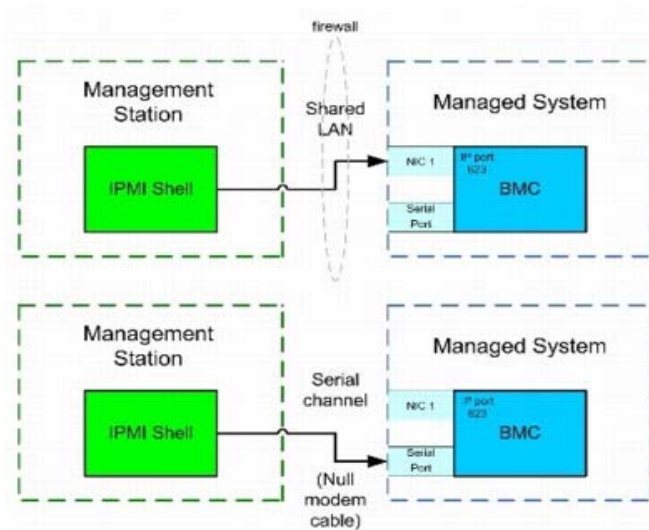 firewall
Management
Station
Shared
LAN
Managed System
IPMI Shell
NIC 1
IP port
623
BMC
Serial
Port
Management
Station
Managed System
Serial
channel
IPMI Shell
NIC 1
IP port
623
BMC
Serial
Port
(Null
modem
cable)